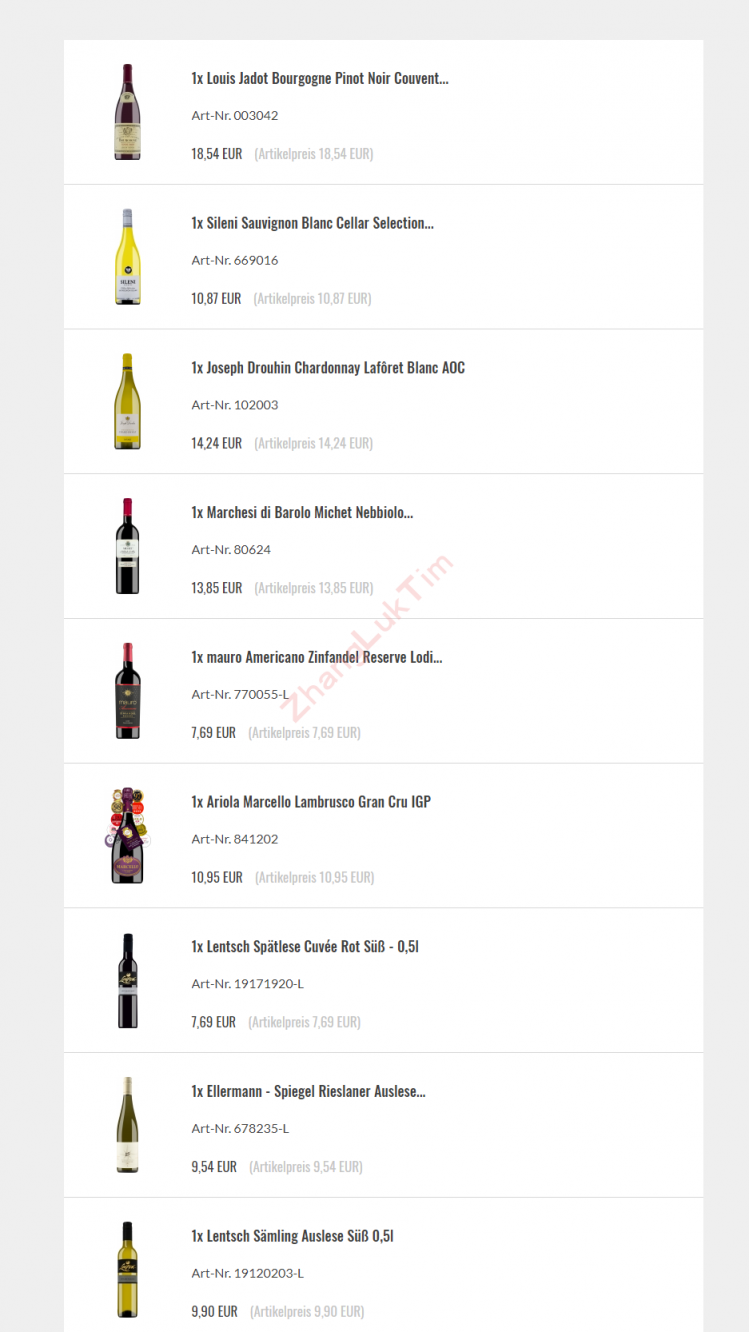 1x Louis Jadot Bourgogne Pinot Noir Couvent...
Art-Nr. 003042
18,54 EUR (Artikelpreis 18,54 EUR)
1x Sileni Sauvignon Blanc Cellar Selection...
Art-Nr. 669016
10,87 EUR (Artikelpreis 10,87 EUR)
SILENI
1x Joseph Drouhin Chardonnay Lafôret Blanc AOC
Art-Nr. 102003
14,24 EUR (Artikelpreis 14,24 EUR)
1x Marchesi di Barolo Michet Nebbiolo...
Art-Nr. 80624
13,85 EUR (Artikelpreis 13,85 EUR)
ZhangLukTim
1x mauro Americano Zinfandel Reserve Lodi...
Art-Nr. 770055-L
7,69 EUR (Artikelpreis 7,69 EUR)
mauro
1x Ariola Marcello Lambrusco Gran Cru IGP
Art-Nr. 841202
10,95 EUR (Artikelpreis 10,95 EUR)
MARCELLO
1x Lentsch Spätlese Cuvée Rot Süß - 0,5l
Art-Nr. 19171920-L
7,69 EUR (Artikelpreis 7,69 EUR)
1x Ellermann - Spiegel Rieslaner Auslese...
Art-Nr. 678235-L
9,54 EUR (Artikelpreis 9,54 EUR)
1x Lentsch Sämling Auslese Süß 0,5l
Art-Nr. 19120203-L
9,90 EUR (Artikelpreis 9,90 EUR)